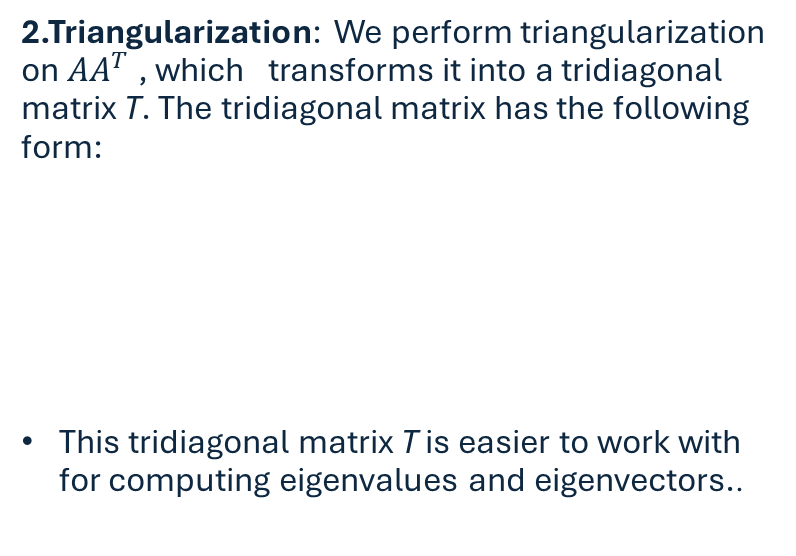 2.Triangularization: We perform triangularization
on AAᵀ , which transforms it into a tridiagonal
matrix T. The tridiagonal matrix has the following
form:
• This tridiagonal matrix T is easier to work with
for computing eigenvalues and eigenvectors..